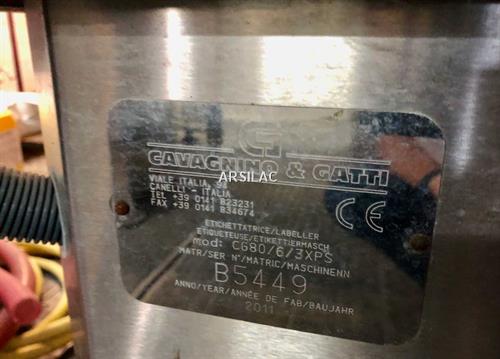 G
CAVAGNINO & GATTI
ARSILAC
VIALE ITALIA,
CANELLI - ITALIA
TEL +39 0141 823231
FAX +39 0141 834674
CE
ETICHETTATRICE/LABELLER
ETIQUETEUSE/ETIKETTIERMASCH
mod: CG80/6/3XPS
MATR/SER N°/MATRIC/MASCHINENN
B5449
ANNO/YEAR/ANNÉE DE FAB/BAUJAHR
2011